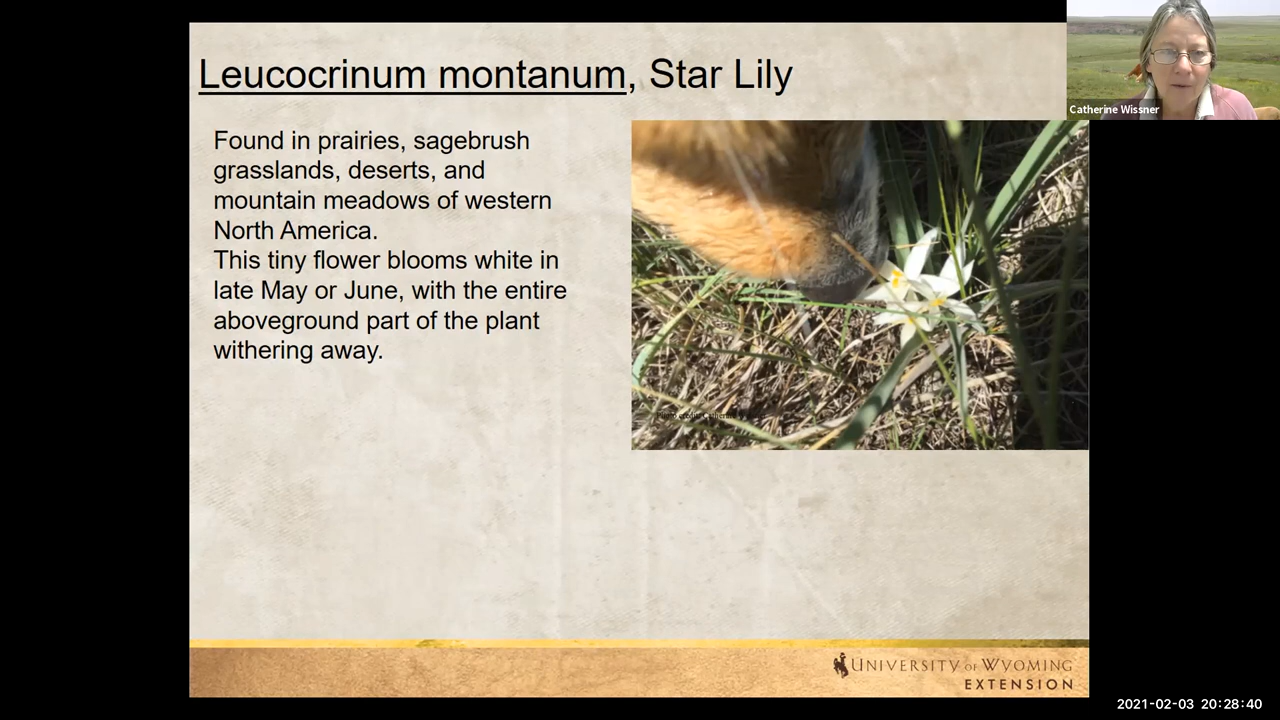 Leucocrinum montanum, Star Lily
Catherine Wissner
Found in prairies, sagebrush
grasslands, deserts, and
mountain meadows of western
North America.
This tiny flower blooms white in
late May or June, with the entire
aboveground part of the plant
withering away.
UNIVERSITY OF WYOMING
EXTENSION
2021-02-03 20:28:40